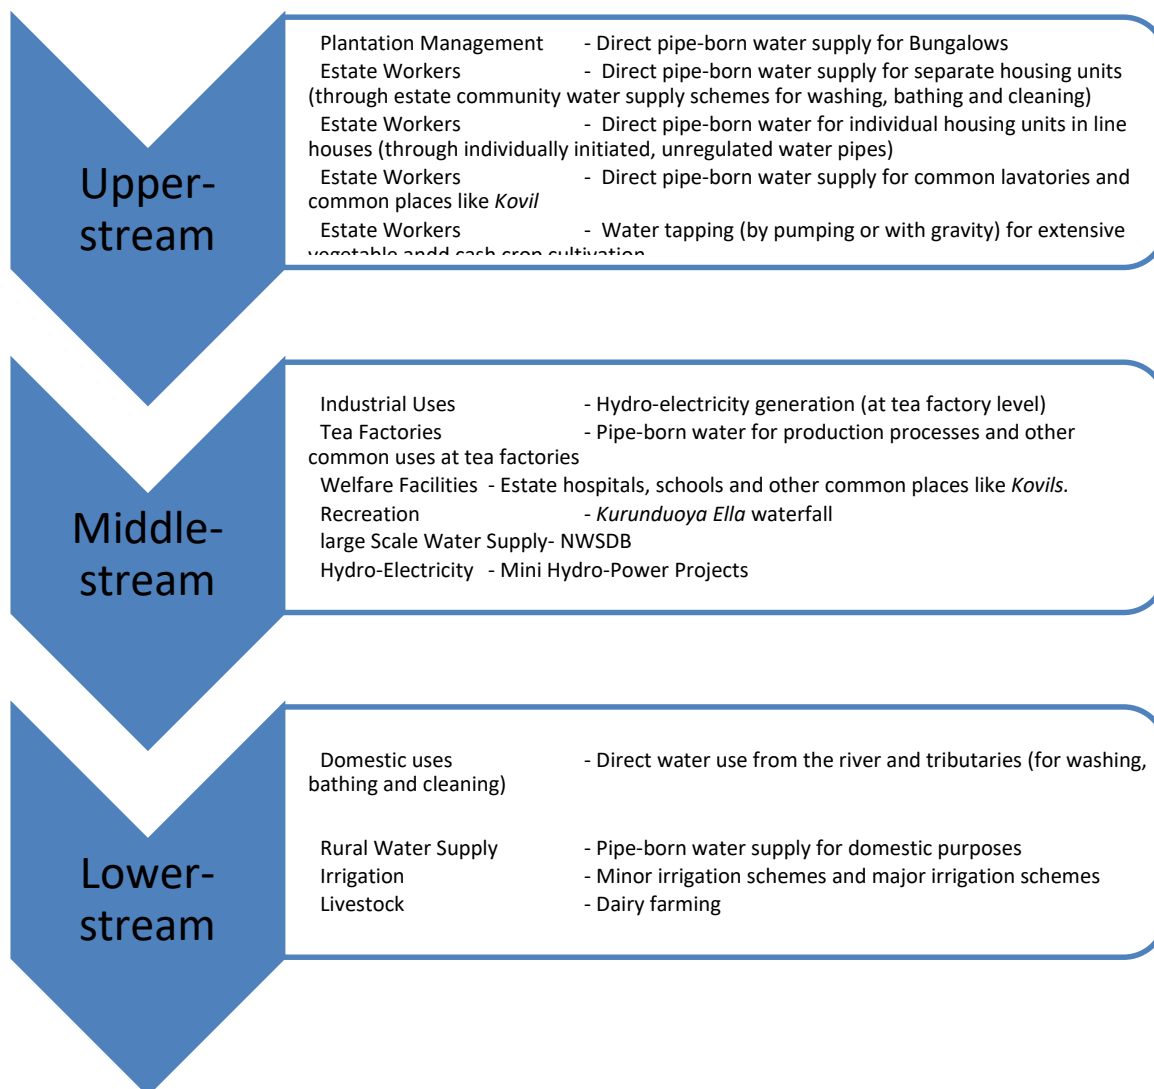 Plantation Management - Direct pipe-born water supply for Bungalows
Estate Workers - Direct pipe-born water supply for separate housing units
(through estate community water supply schemes for washing, bathing and cleaning)
Estate Workers - Direct pipe-born water for individual housing units in line
houses (through individually initiated, unregulated water pipes)
Estate Workers - Direct pipe-born water supply for common lavatories and
common places like Kovil
Estate Workers - Water tapping (by pumping or with gravity) for extensive
vegetable andd cash crop cultivation
Upper-
stream
Industrial Uses - Hydro-electricity generation (at tea factory level)
Tea Factories - Pipe-born water for production processes and other
common uses at tea factories
Welfare Facilities - Estate hospitals, schools and other common places like Kovils.
Recreation - Kurunduoya Ella waterfall
large Scale Water Supply- NWSDB
Hydro-Electricity - Mini Hydro-Power Projects
Middle-
stream
Domestic uses - Direct water use from the river and tributaries (for washing,
bathing and cleaning)
Rural Water Supply - Pipe-born water supply for domestic purposes
Irrigation - Minor irrigation schemes and major irrigation schemes
Livestock - Dairy farming
Lower-
stream